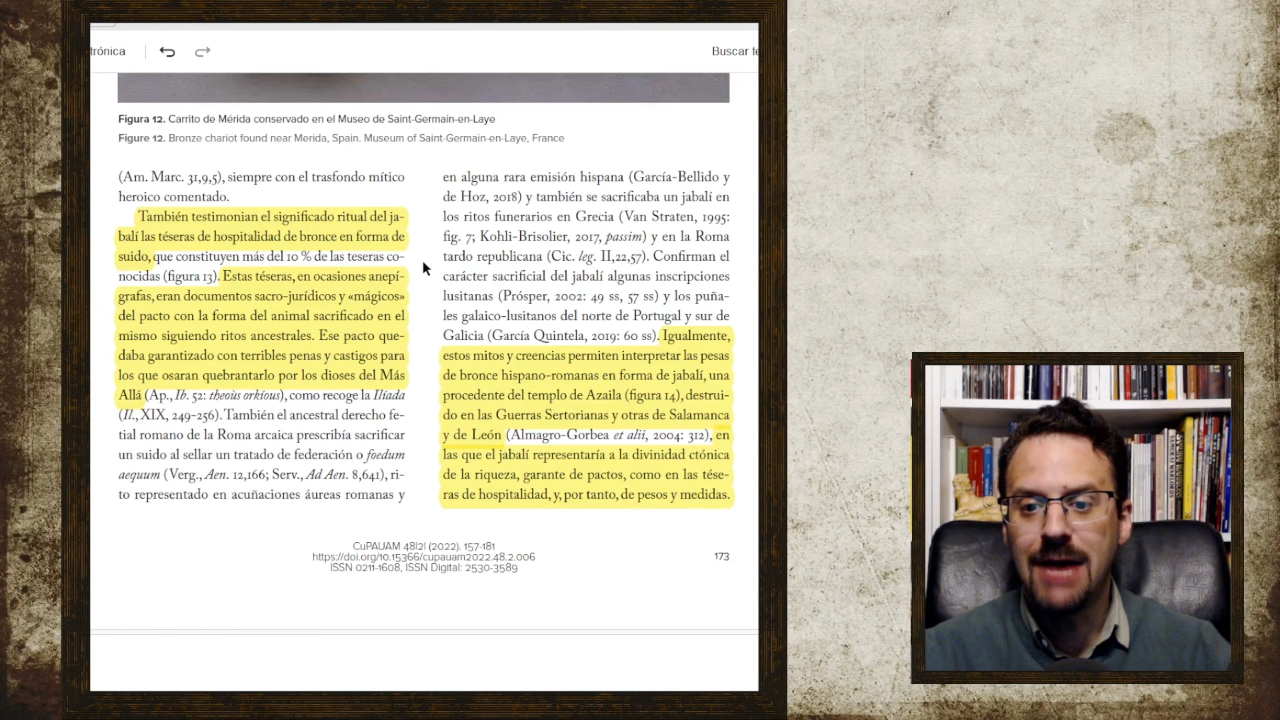 trónica
Buscar te
Figura 12. Carrito de Mérida conservado en el Museo de Saint-Germain-en-Laye
Figure 12. Bronze chariot found near Merida, Spain. Museum of Saint-Germain-en-Laye, France
(Am. Marc. 31,9,5), siempre con el trasfondo mítico
heroico comentado.
También testimonian el significado ritual del ja-
balí las téseras de hospitalidad de bronce en forma de
suido, que constituyen más del 10 % de las teseras co-
nocidas (figura 13). Estas téseras, en ocasiones anepí-
grafas, eran documentos sacro-jurídicos y «mágicos»
del pacto con la forma del animal sacrificado en el
mismo siguiendo ritos ancestrales. Ese pacto que-
daba garantizado con terribles penas y castigos para
los que osaran quebrantarlo por los dioses del Más
Allá (Ap., Ib. 52: theoùs orkíous), como recoge la Ilíada
(Il., XIX, 249-256). También el ancestral derecho fe-
tial romano de la Roma arcaica prescribía sacrificar
un suido al sellar un tratado de federación o foedum
aequum (Verg., Aen. 12,166; Serv., Ad Aen. 8,641), ri-
to representado en acuñaciones áureas romanas y
en alguna rara emisión hispana (García-Bellido y
de Hoz, 2018) y también se sacrificaba un jabalí en
los ritos funerarios en Grecia (Van Straten, 1995:
fig. 7; Kohli-Brisolier, 2017, passim) y en la Roma
tardo republicana (Cic. leg. II,22,57). Confirman el
carácter sacrificial del jabalí algunas inscripciones
lusitanas (Prósper, 2002: 49 ss, 57 ss) y los puña-
les galaico-lusitanos del norte de Portugal y sur de
Galicia (García Quintela, 2019: 60 ss). Igualmente,
estos mitos y creencias permiten interpretar las pesas
de bronce hispano-romanas en forma de jabalí, una
procedente del templo de Azaila (figura 14), destrui-
do en las Guerras Sertorianas y otras de Salamanca
y de León (Almagro-Gorbea et alii, 2004: 312), en
las que el jabalí representaría a la divinidad ctónica
de la riqueza, garante de pactos, como en las tése-
ras de hospitalidad, y, por tanto, de pesos y medidas.
CuPAUAM 48|2| (2022). 157-181
https://doi.org/10.15366/cupauam2022.48.2.006
ISSN 0211-1608, ISSN Digital: 2530-3589
173